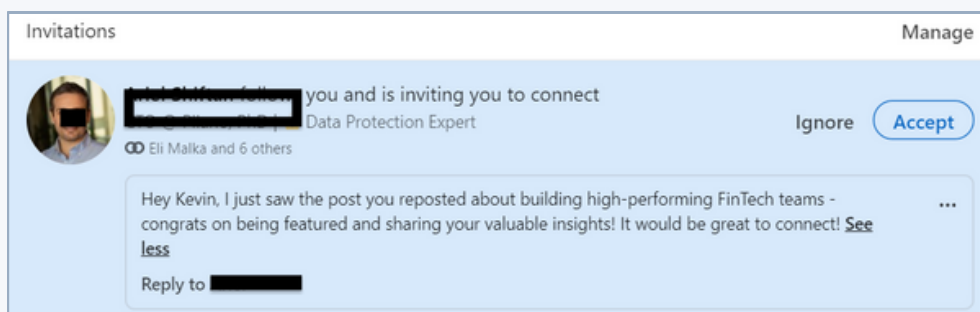 Invitations
Manage
you and is inviting you to connect
Data Protection Expert
Eli Malka and 6 others
Ignore
Accept
Hey Kevin, I just saw the post you reposted about building high-performing FinTech teams -
congrats on being featured and sharing your valuable insights! It would be great to connect! See
less
...
Reply to